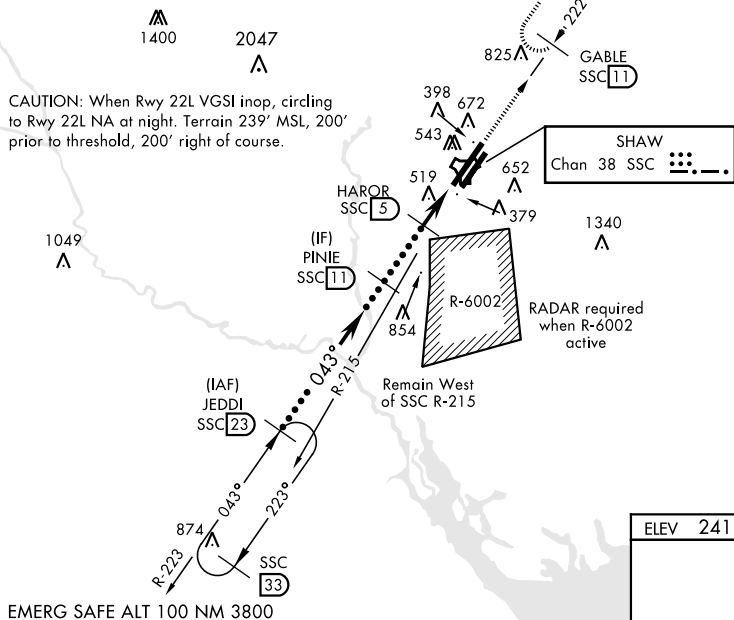 1400
2047
222
825
GABLE
SSC 11
CAUTION: When Rwy 22L VGSI inop, circling
to Rwy 22L NA at night. Terrain 239' MSL, 200'
prior to threshold, 200' right of course.
398
672
543
SHAW
Chan 38 SSC
519
652
HAROR
SSC 5
379
1340
1049
(IF)
PINIE
SSC 11
R-6002
RADAR required
when R-6002
active
854
043°
R-215
Remain West
of SSC R-215
(IAF)
JEDDI
SSC 23
043°
223°
874
R-223
SSC
33
ELEV 241
EMERG SAFE ALT 100 NM 3800